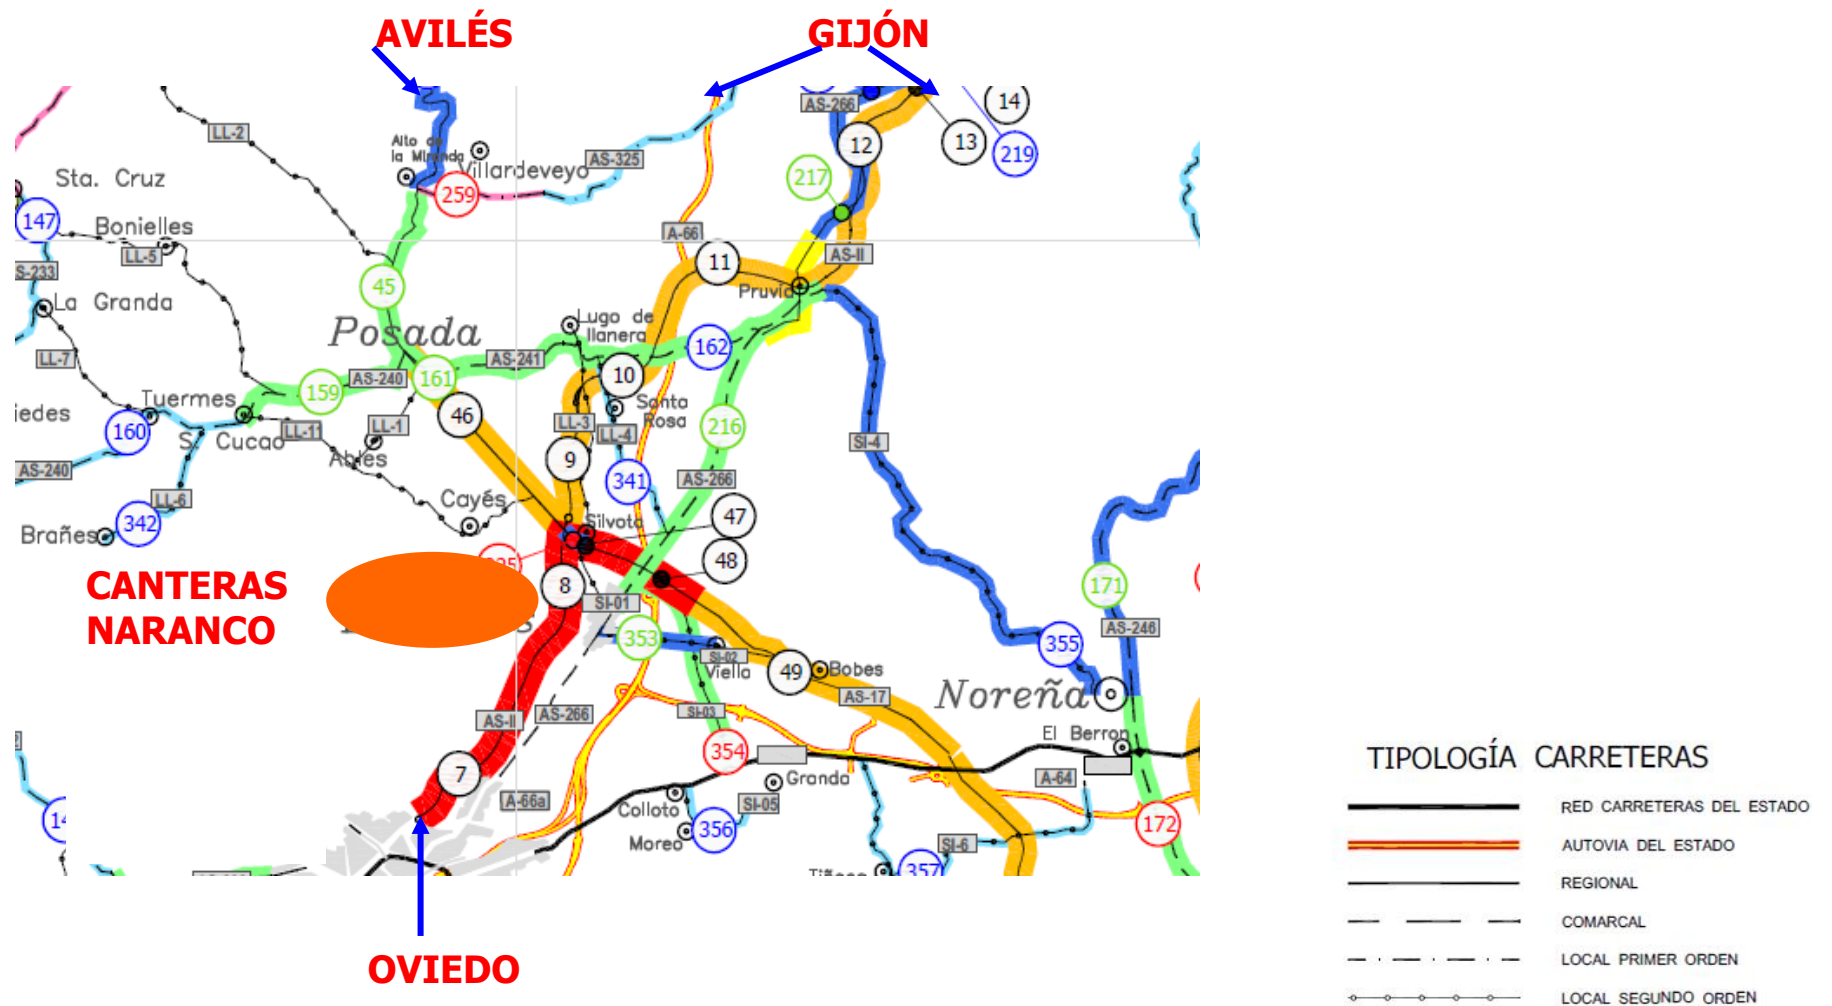 AVILÉS
GIJÓN
AS-266
14
LL-2
Alto de
la Miranda
Villardeveyo
AS-325
12
13
219
Sta. Cruz
259
217
147
Bonielles
A-66
LL-5
AS-II
11
S-233
45
Pruvia
La Granda
Posada
Lugo de
llanera
162
LL-7
AS-241
AS-240
161
10
159
Tuermes
Santa
Rosa
iedes
46
LL-3
LL-4
160
S. Cucao
LL-11
LL-1
216
SI-4
Ables
9
AS-240
341
AS-266
LL-6
Cayés
342
Silvota
47
Brañes
48
CANTERAS
NARANCO
8
SI-01
171
353
AS-246
355
SI-02
Viella
49
Bobes
AS-17
Noreña
AS-II
AS-266
SI-03
354
El Berron
TIPOLOGÍA CARRETERAS
7
Granda
A-64
A-66a
Colloto
SI-05
RED CARRETERAS DEL ESTADO
356
172
Moreo
SI-6
AUTOVIA DEL ESTADO
357
REGIONAL
COMARCAL
OVIEDO
LOCAL PRIMER ORDEN
LOCAL SEGUNDO ORDEN